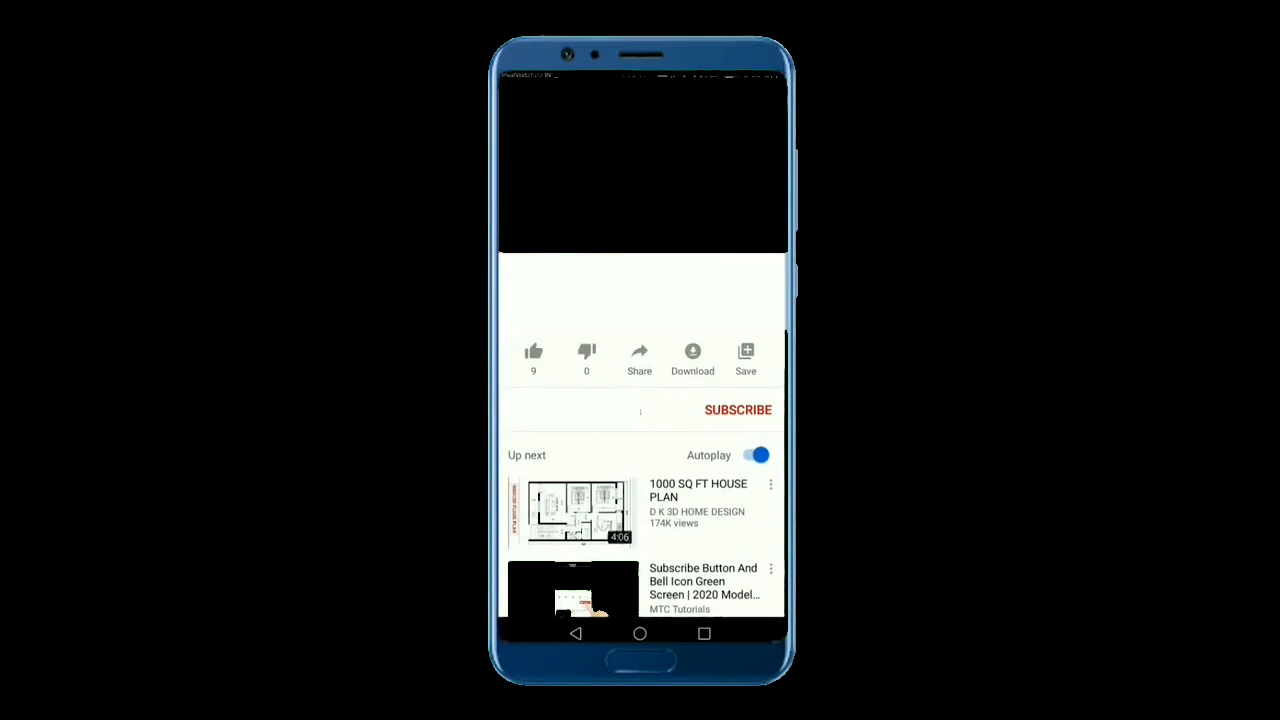 9
0
Share
Download
Save
SUBSCRIBE
Up next
Autoplay
1000 SQ FT HOUSE
PLAN
D K 3D HOME DESIGN
174K views
4:06
Subscribe Button And
Bell Icon Green
Screen | 2020 Model...
MTC Tutorials